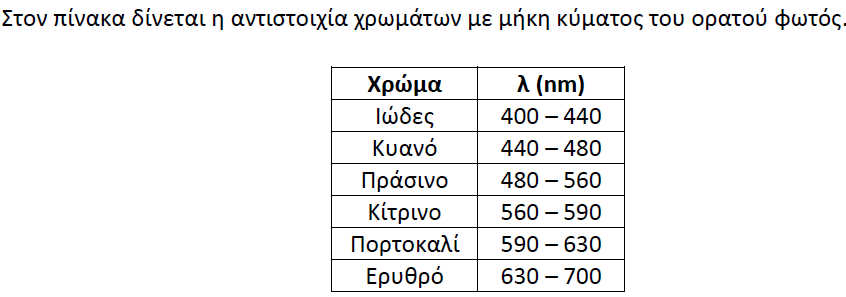 Στον πίνακα δίνεται η αντιστοιχία χρωμάτων με μήκη κύματος του ορατού φωτός.
Χρώμα λ (nm)
Ιώδες 400 – 440
Κυανό 440 – 480
Πράσινο 480 – 560
Κίτρινο 560 – 590
Πορτοκαλί 590 – 630
Ερυθρό 630 – 700